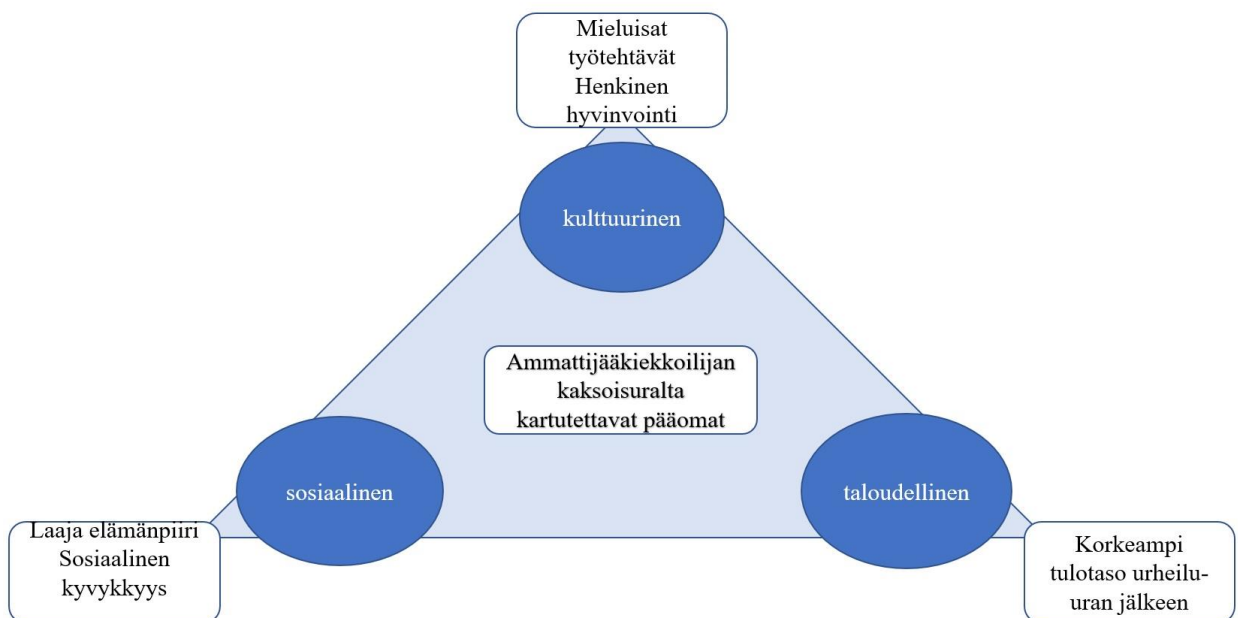 Mieluisat
työtehtävät
Henkinen
hyvinvointi
kulttuurinen
Ammattijääkiekkoilijan
kaksoisuralta
kartutettavat pääomat
sosiaalinen
taloudellinen
Laaja elämänpiiri
Sosiaalinen
kyvykkyys
Korkeampi
tulotaso urheilu-
uran jälkeen